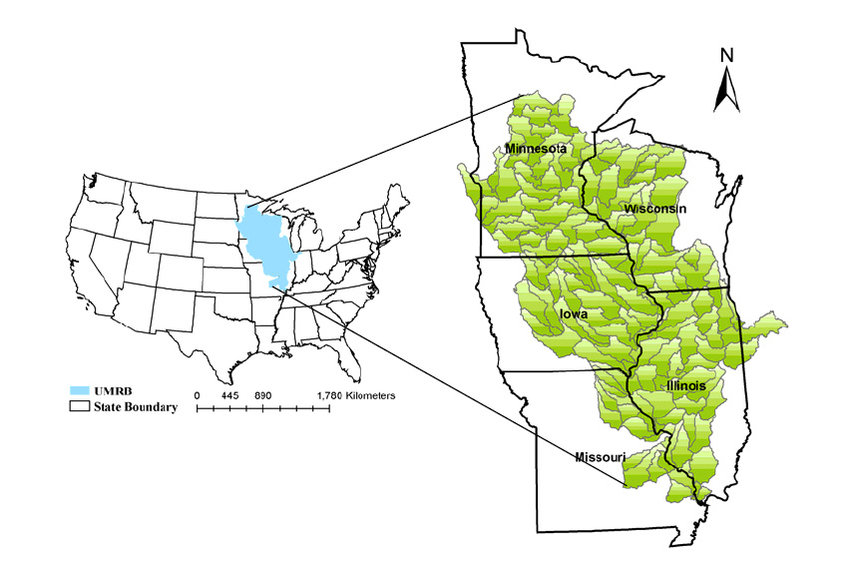 N
Minnesota
Wisconsin
Iowa
Illinois
Missouri
UMRB
State Boundary
0 445 890 1,780 Kilometers